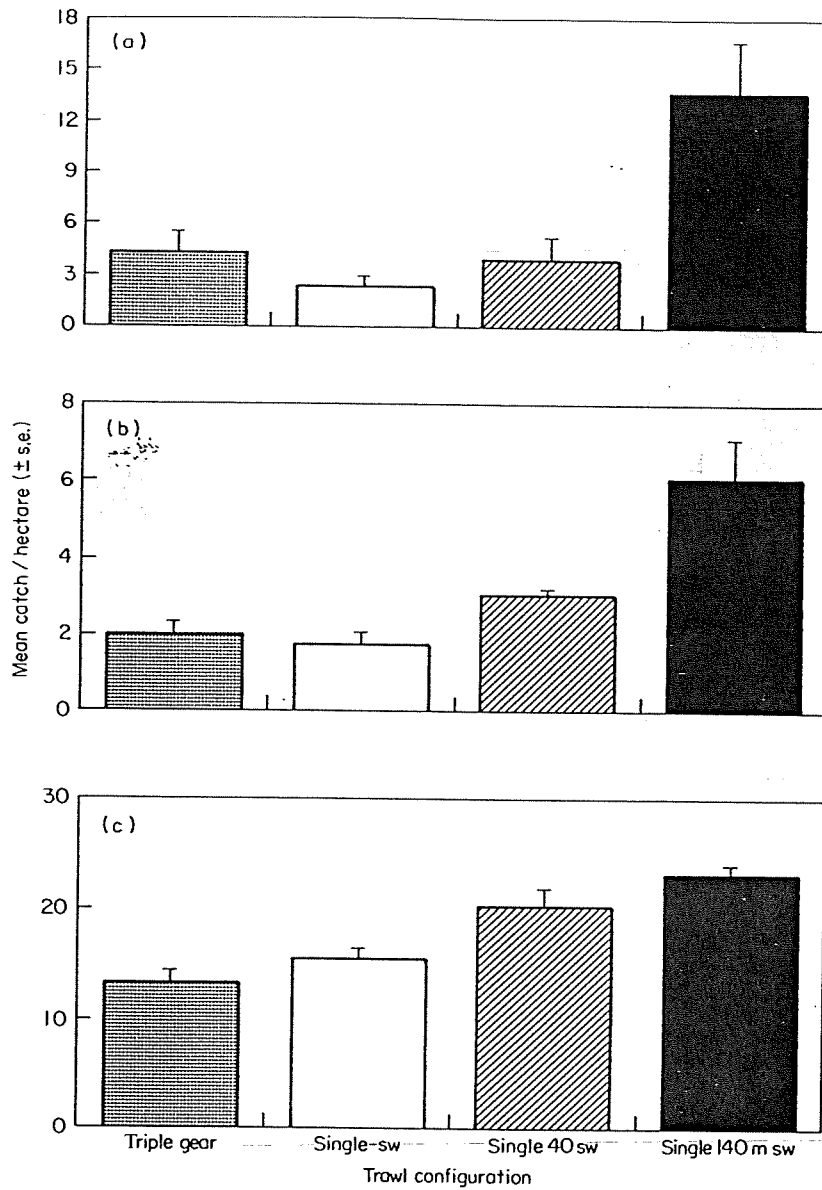 18
(a)
15
12
9
6
3
0
Mean catch / hectare (± s.e.)
8
(b)
6
4
2
0
30
(c)
20
10
0
Triple gear Single-sw Single 40 sw Single 140 m sw
Trawl configuration